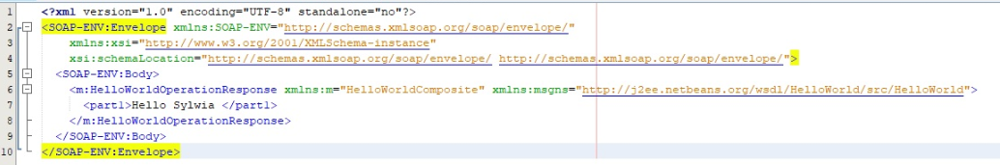 1 <?xml version="1.0" encoding="UTF-8" standalone="no"?>
2 <SOAP-ENV:Envelope xmlns:SOAP-ENV="http://schemas.xmlsoap.org/soap/envelope/"
3 xmlns:xsi="http://www.w3.org/2001/XMLSchema-instance"
4 xsi:schemaLocation="http://schemas.xmlsoap.org/soap/envelope/ http://schemas.xmlsoap.org/soap/envelope/">
5 <SOAP-ENV:Body>
6 <m:HelloWorldOperationResponse xmlns:m="HelloWorldComposite" xmlns:msgns="http://j2ee.netbeans.org/wsdl/HelloWorld/src/HelloWorld">
7 <part1>Hello Sylwia </part1>
8 </m:HelloWorldOperationResponse>
9 </SOAP-ENV:Body>
10 </SOAP-ENV:Envelope>